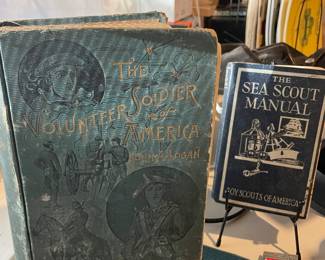 THE
VOLUNTEER SOLDIER
OF
AMERICA
JOHN A. LOGAN
THE
SEA SCOUT
MANUAL
BOY SCOUTS OF AMERICA